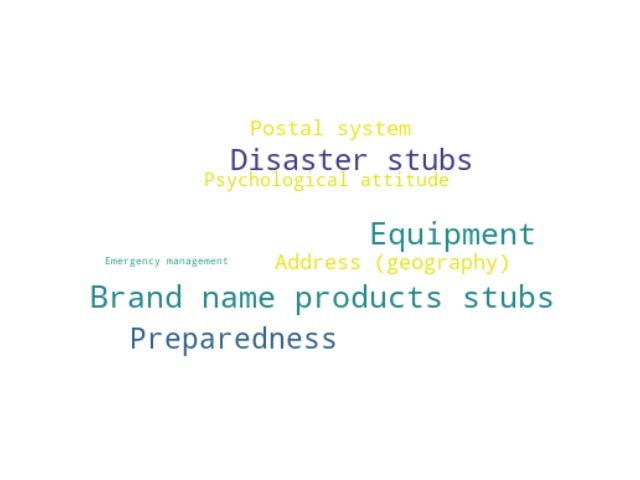 Postal system
Disaster stubs
Psychological attitude
Equipment
Emergency management
Address (geography)
Brand name products stubs
Preparedness